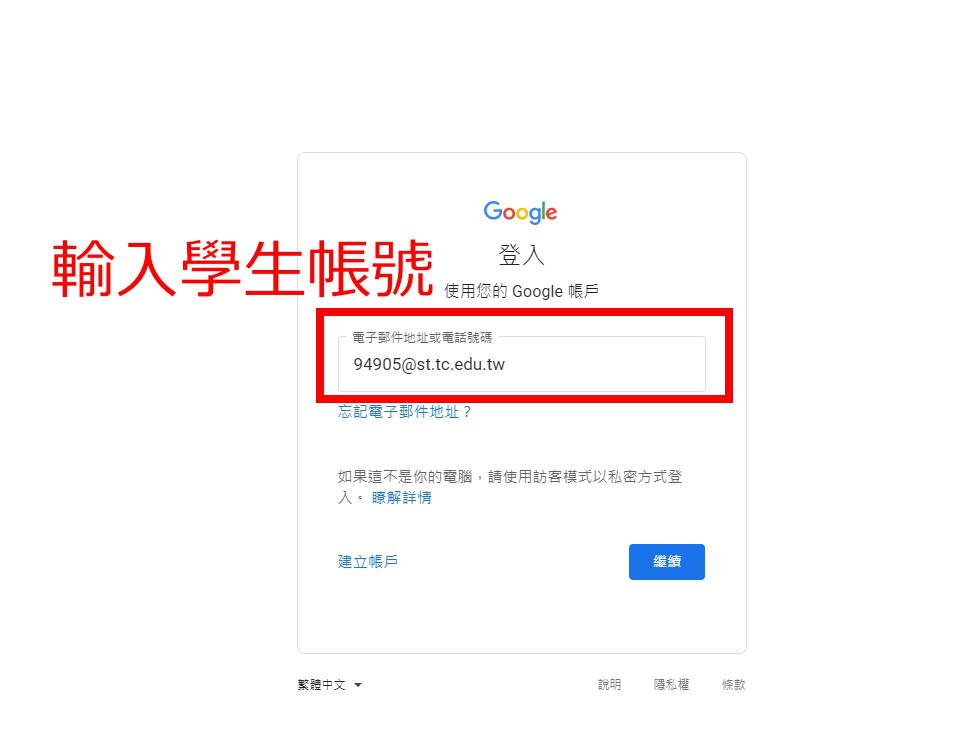 Google
登入
輸入學生帳號
使用您的 Google 帳戶
電子郵件地址或電話號碼
94905@st.tc.edu.tw
忘記電子郵件地址？
如果這不是你的電腦，請使用訪客模式以私密方式登
入。 瞭解詳情
建立帳戶
繼續
繁體中文
說明
隱私權
條款